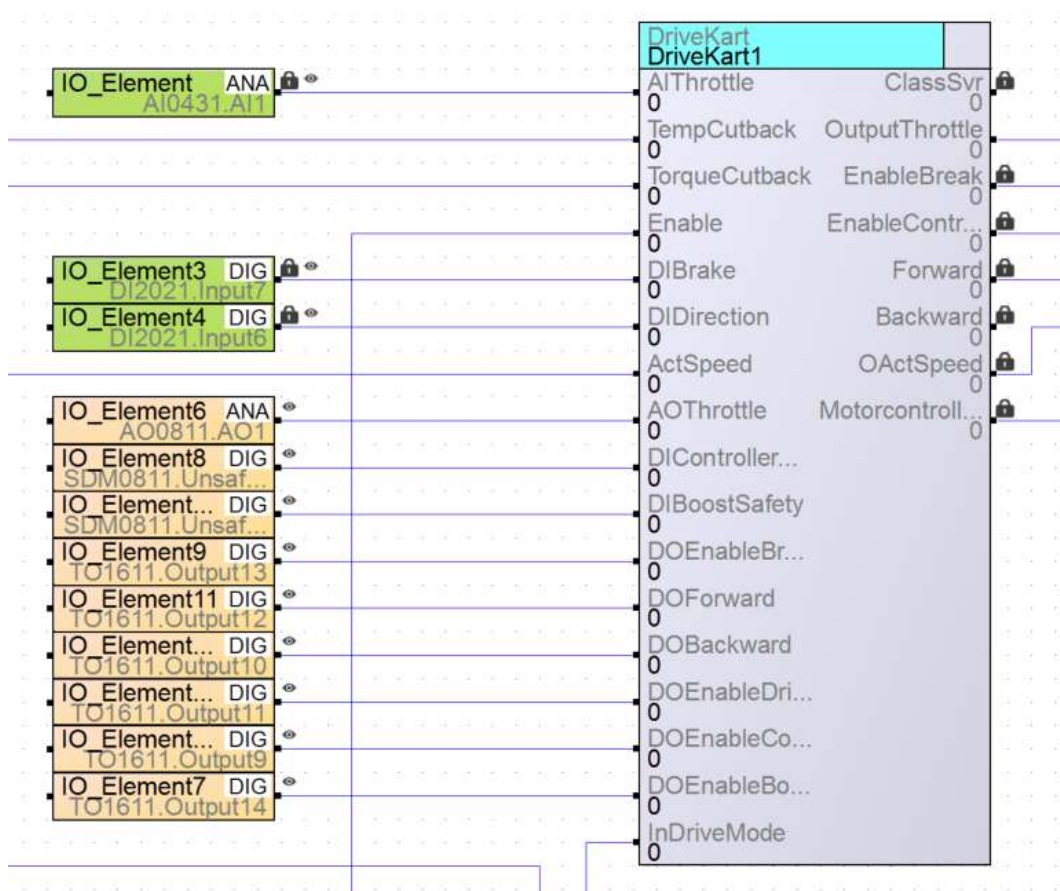 DriveKart
DriveKart1
IO_Element ANA
AI0431.AI1
IO_Element3 DIG
DI2021.Input7
IO_Element4 DIG
DI2021.Input6
IO_Element6 ANA
AO0811.AO1
IO_Element8 DIG
SDM0811.Unsaf...
IO_Element... DIG
SDM0811.Unsaf...
IO_Element9 DIG
TO1611.Output13
IO_Element11 DIG
TO1611.Output12
IO_Element... DIG
TO1611.Output10
IO_Element... DIG
TO1611.Output11
IO_Element... DIG
TO1611.Output9
IO_Element7 DIG
TO1611.Output14
AIThrottle ClassSvr
0 0
TempCutback OutputThrottle
0 0
TorqueCutback EnableBreak
0 0
Enable EnableContr...
0 0
DIBrake Forward
0 0
DIDirection Backward
0 0
ActSpeed OActSpeed
0 0
AOThrottle Motorcontroll...
0 0
DIController...
0
DIBoostSafety
0
DOEnableBr...
0
DOForward
0
DOBackward
0
DOEnableDri...
0
DOEnableCo...
0
DOEnableBo...
0
InDriveMode
0